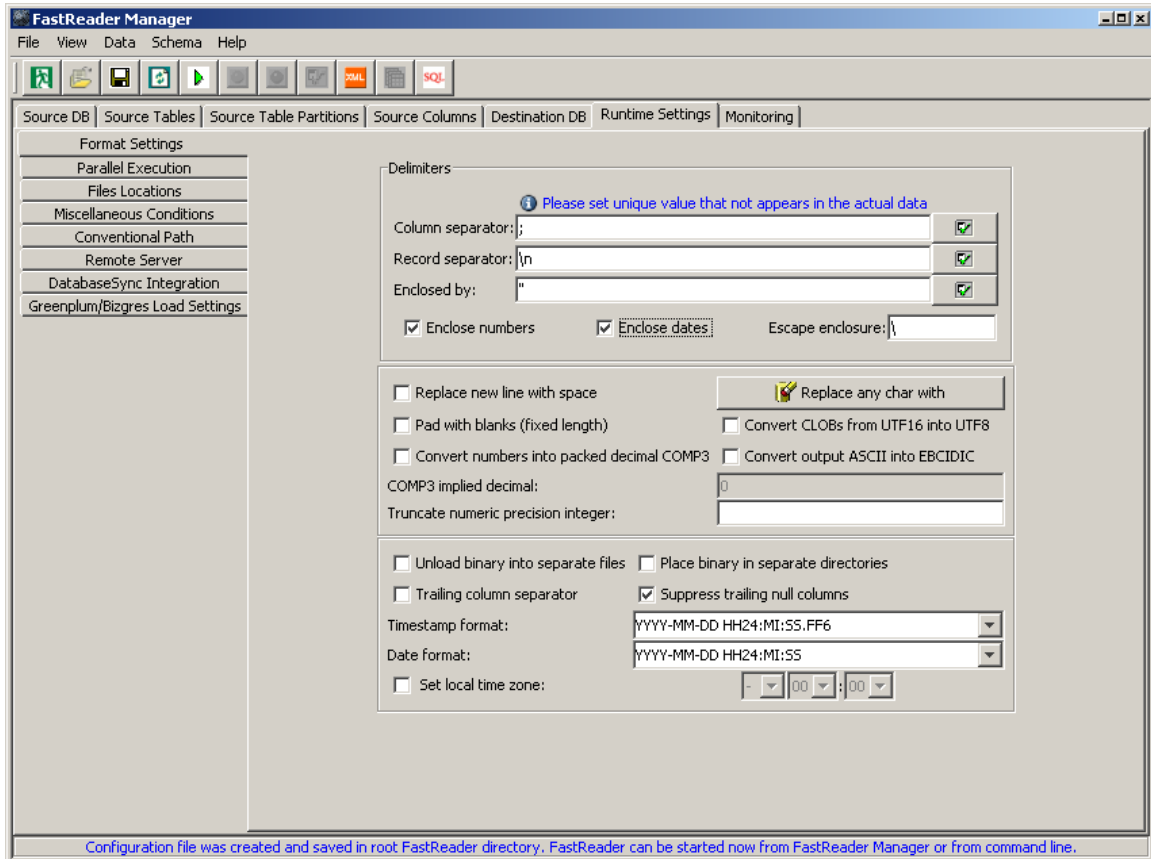 FastReader Manager
File View Data Schema Help
XML SQL
Source DB Source Tables Source Table Partitions Source Columns Destination DB Runtime Settings Monitoring
Format Settings
Parallel Execution
Files Locations
Miscellaneous Conditions
Conventional Path
Remote Server
DatabaseSync Integration
Greenplum/Bizgres Load Settings
Delimiters
Please set unique value that not appears in the actual data
Column separator: ;
Record separator: \n
Enclosed by: "
Enclose numbers Enclose dates Escape enclosure: \
Replace new line with space Replace any char with
Pad with blanks (fixed length) Convert CLOBs from UTF16 into UTF8
Convert numbers into packed decimal COMP3 Convert output ASCII into EBCIDIC
COMP3 implied decimal: 0
Truncate numeric precision integer:
Unload binary into separate files Place binary in separate directories
Trailing column separator Suppress trailing null columns
Timestamp format: YYYY-MM-DD HH24:MI:SS.FF6
Date format: YYYY-MM-DD HH24:MI:SS
Set local time zone: - 00 : 00
Configuration file was created and saved in root FastReader directory. FastReader can be started now from FastReader Manager or from command line.